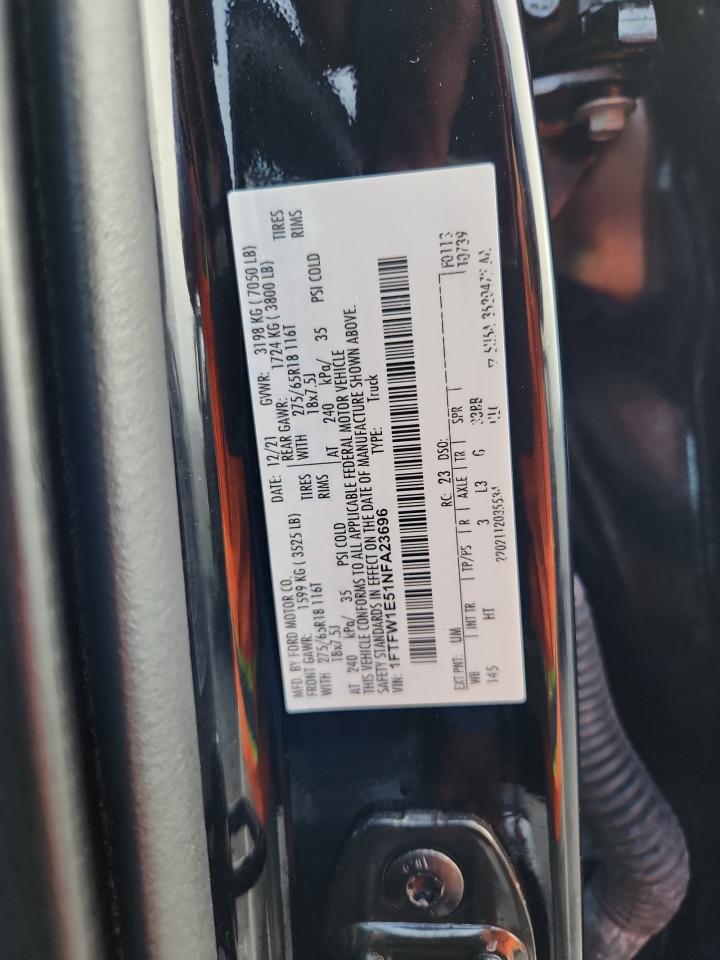 MFD. BY FORD MOTOR CO. DATE: 12/21 GVWR: 3198 KG ( 7050 LB)
FRONT GAWR: 1599 KG ( 3525 LB) REAR GAWR: 1724 KG ( 3800 LB)
WITH 275/65R18 116T TIRES WITH 275/65R18 116T TIRES
18x7.5J RIMS 18x7.5J RIMS
AT 240 kPa/ 35 PSI COLD AT 240 kPa/ 35 PSI COLD
THIS VEHICLE CONFORMS TO ALL APPLICABLE FEDERAL MOTOR VEHICLE
SAFETY STANDARDS IN EFFECT ON THE DATE OF MANUFACTURE SHOWN ABOVE.
VIN: 1FTFW1E51NFA23696 TYPE: Truck
F0113
T0739
EXT PNT: UM RC: 23 DSO:
WB INT TR TP/PS R AXLE TR SPR
145 HT 3 L3 G